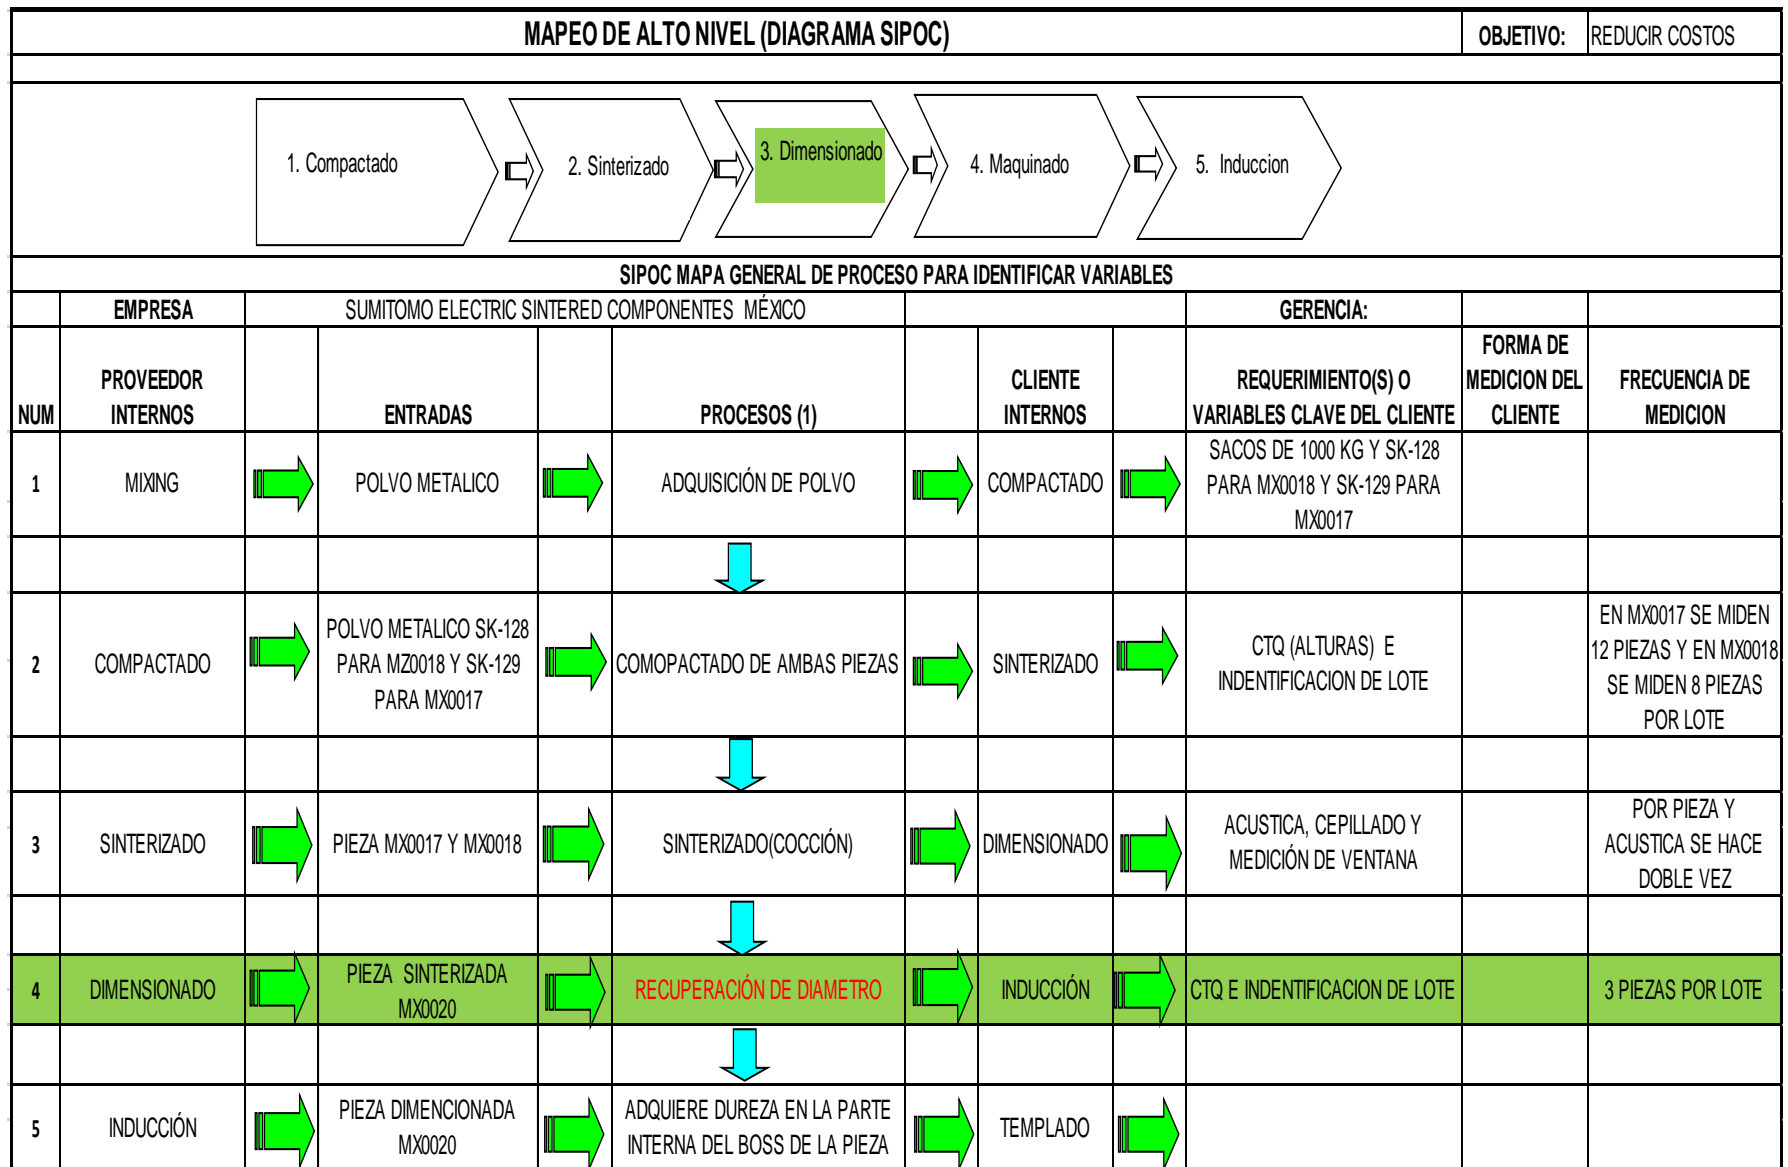 MAPEO DE ALTO NIVEL (DIAGRAMA SIPOC)
OBJETIVO:
REDUCIR COSTOS
1. Compactado
2. Sinterizado
3. Dimensionado
4. Maquinado
5. Induccion
SIPOC MAPA GENERAL DE PROCESO PARA IDENTIFICAR VARIABLES
EMPRESA
SUMITOMO ELECTRIC SINTERED COMPONENTES MÉXICO
GERENCIA:
NUM
PROVEEDOR
INTERNOS
ENTRADAS
PROCESOS (1)
CLIENTE
INTERNOS
REQUERIMIENTO(S) O
VARIABLES CLAVE DEL CLIENTE
FORMA DE
MEDICION DEL
CLIENTE
FRECUENCIA DE
MEDICION
1
MIXING
POLVO METALICO
ADQUISICIÓN DE POLVO
COMPACTADO
SACOS DE 1000 KG Y SK-128
PARA MX0018 Y SK-129 PARA
MX0017
2
COMPACTADO
POLVO METALICO SK-128
PARA MZ0018 Y SK-129
PARA MX0017
COMOPACTADO DE AMBAS PIEZAS
SINTERIZADO
CTQ (ALTURAS) E
INDENTIFICACION DE LOTE
EN MX0017 SE MIDEN
12 PIEZAS Y EN MX0018
SE MIDEN 8 PIEZAS
POR LOTE
3
SINTERIZADO
PIEZA MX0017 Y MX0018
SINTERIZADO(COCCIÓN)
DIMENSIONADO
ACUSTICA, CEPILLADO Y
MEDICIÓN DE VENTANA
POR PIEZA Y
ACUSTICA SE HACE
DOBLE VEZ
4
DIMENSIONADO
PIEZA SINTERIZADA
MX0020
RECUPERACIÓN DE DIAMETRO
INDUCCIÓN
CTQ E INDENTIFICACION DE LOTE
3 PIEZAS POR LOTE
5
INDUCCIÓN
PIEZA DIMENCIONADA
MX0020
ADQUIERE DUREZA EN LA PARTE
INTERNA DEL BOSS DE LA PIEZA
TEMPLADO